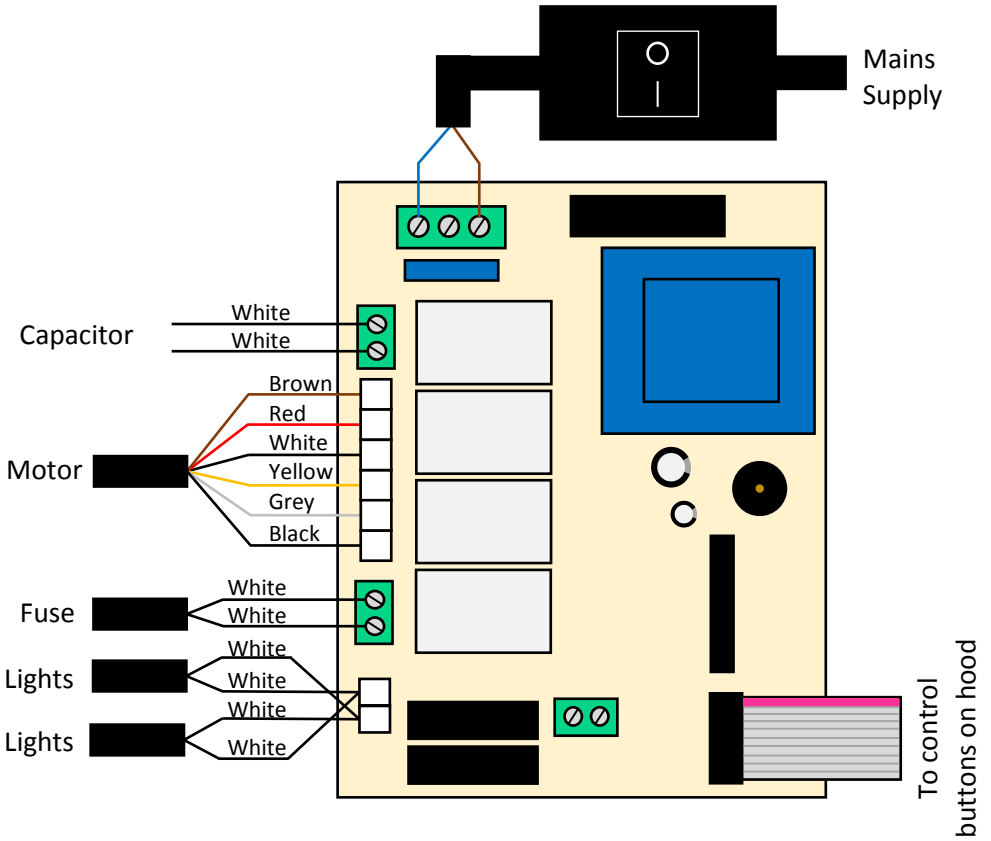 Mains
Supply
Capacitor
White
White
Motor
Brown
Red
White
Yellow
Grey
Black
Fuse
White
White
Lights
White
White
Lights
White
White
To control
buttons on hood